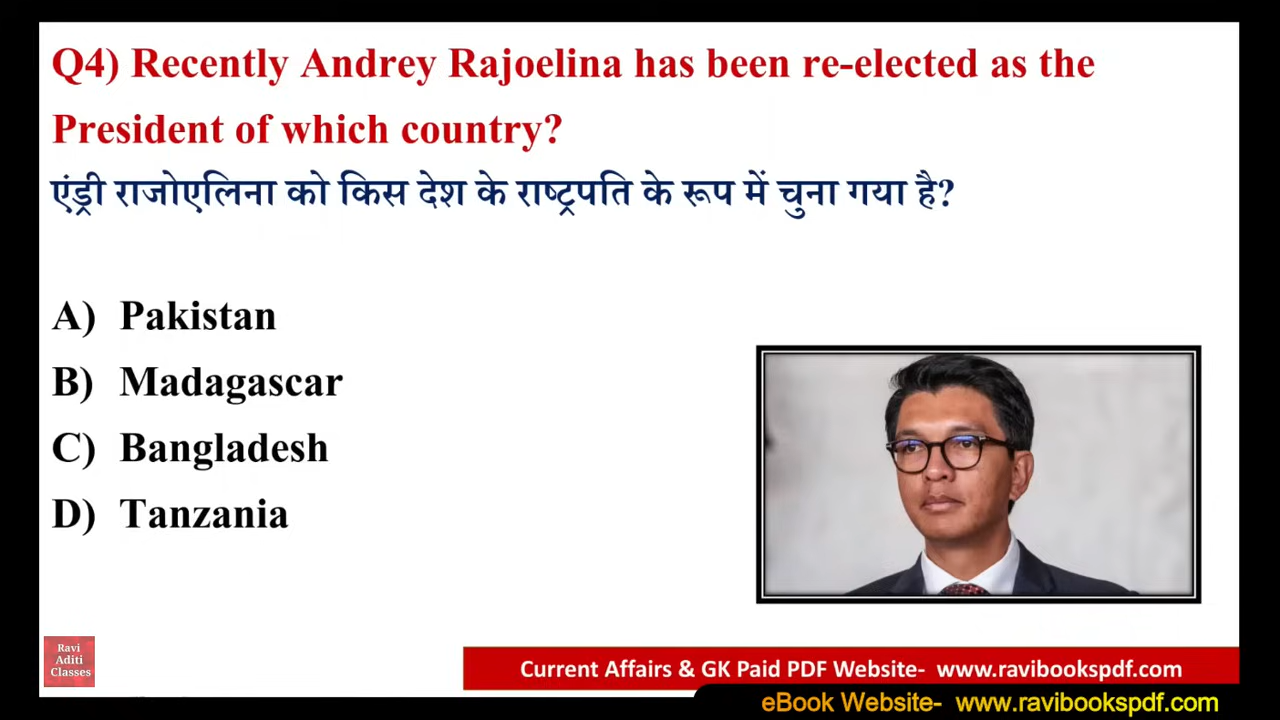 Q4) Recently Andrey Rajoelina has been re-elected as the
President of which country?
एंड्री राजोएलिना को किस देश के राष्ट्रपति के रूप में चुना गया है?
A) Pakistan
B) Madagascar
C) Bangladesh
D) Tanzania
Ravi
Aditi
Classes
Current Affairs & GK Paid PDF Website- www.ravibookspdf.com
eBook Website- www.ravibookspdf.com